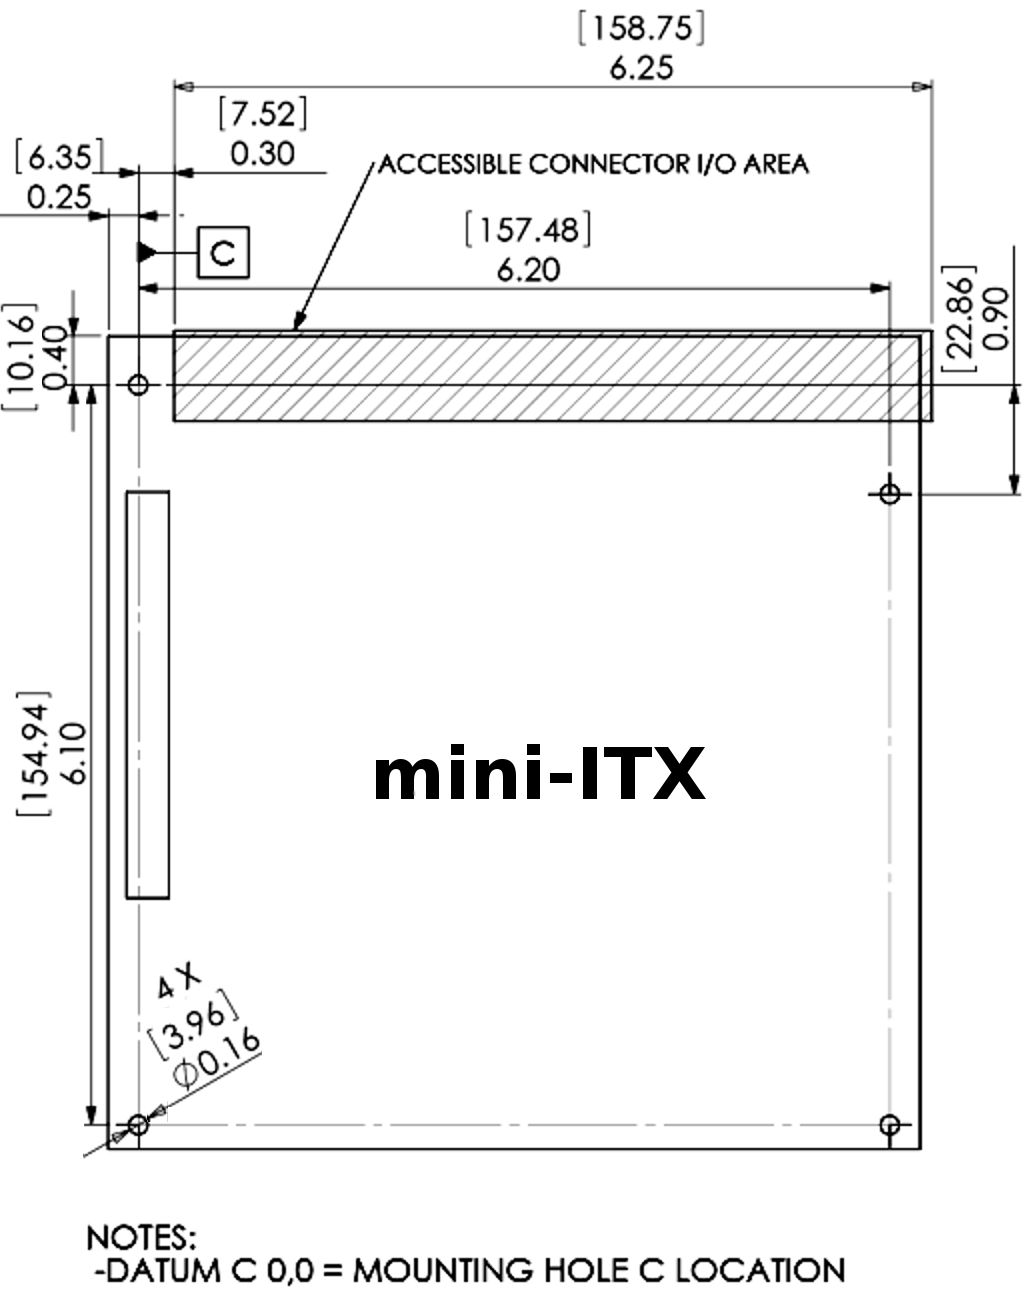 [158.75]
6.25
[7.52]
0.30
[6.35]
0.25
ACCESSIBLE CONNECTOR I/O AREA
[157.48]
6.20
C
[22.86]
0.90
[10.16]
0.40
[154.94]
6.10
mini-ITX
4 X
[3.96]
∅0.16
NOTES:
-DATUM C 0,0 = MOUNTING HOLE C LOCATION